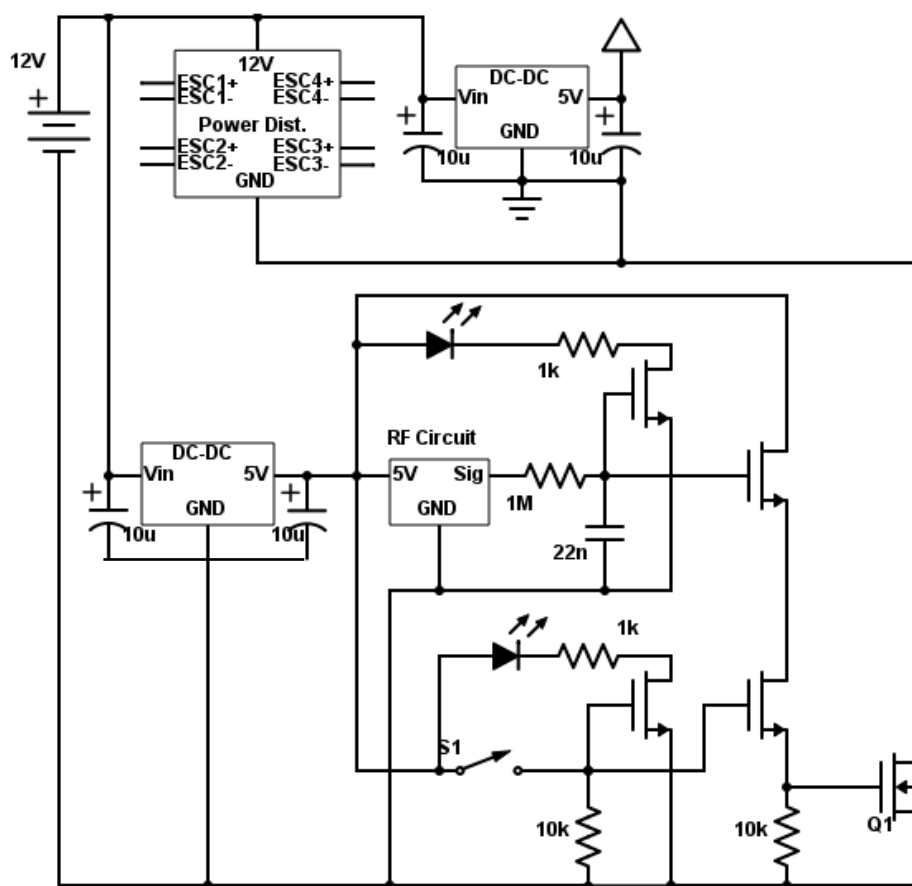 12V
+
12V
ESC1+ ESC4+
ESC1- ESC4-
Power Dist.
ESC2+ ESC3+
ESC2- ESC3-
GND
DC-DC
Vin 5V
GND
+
10u
+
10u
1k
RF Circuit
5V Sig
GND
1M
22n
DC-DC
Vin 5V
GND
+
10u
+
10u
1k
S1
10k
10k
Q1